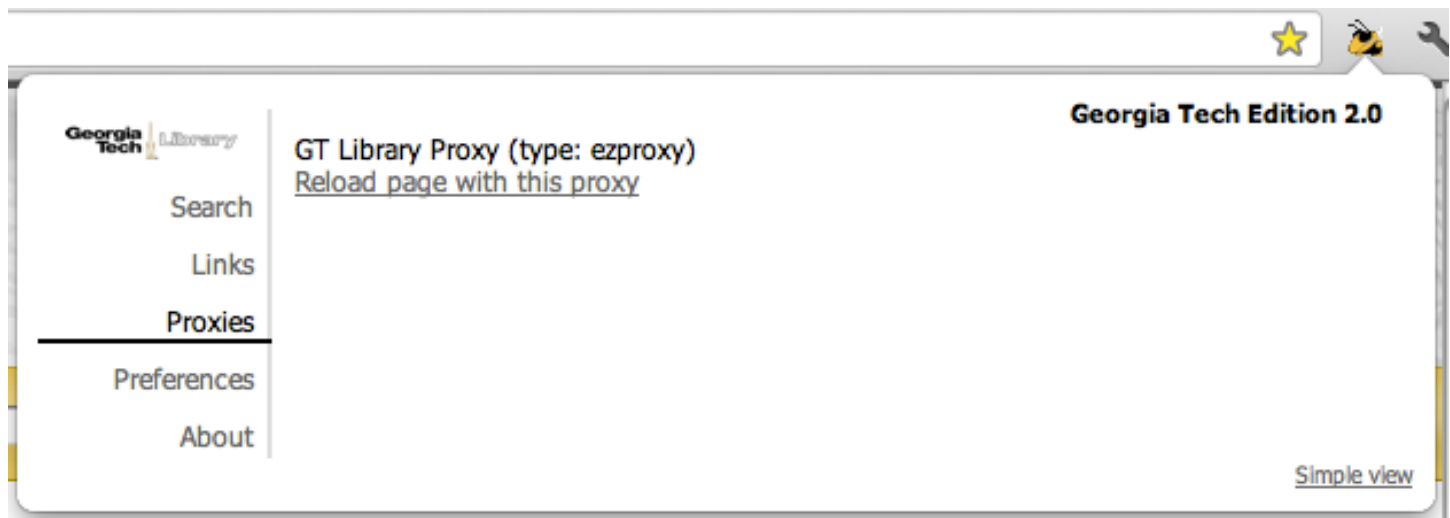 Georgia Tech Edition 2.0
Georgia
Tech
Library
GT Library Proxy (type: ezproxy)
Reload page with this proxy
Search
Links
Proxies
Preferences
About
Simple view